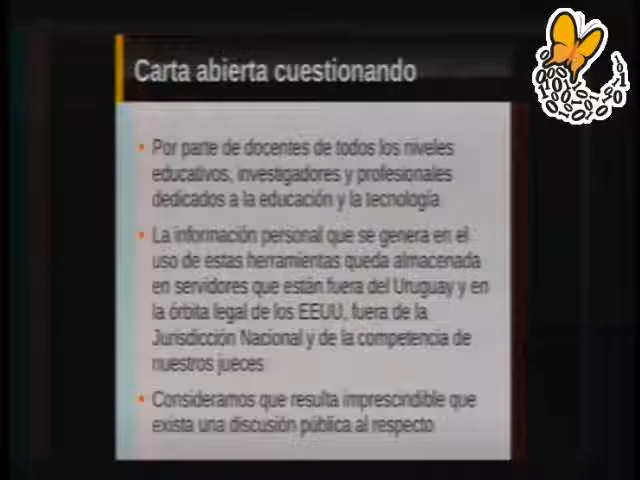 Carta abierta cuestionando
• Por parte de docentes de todos los niveles
educativos, investigadores y profesionales
dedicados a la educación y la tecnología
• La información personal que se genera en el
uso de estas herramientas queda almacenada
en servidores que están fuera del Uruguay y en
la órbita legal de los EEUU, fuera de la
Jurisdicción Nacional y de la competencia de
nuestros jueces
• Consideramos que resulta imprescindible que
exista una discusión pública al respecto